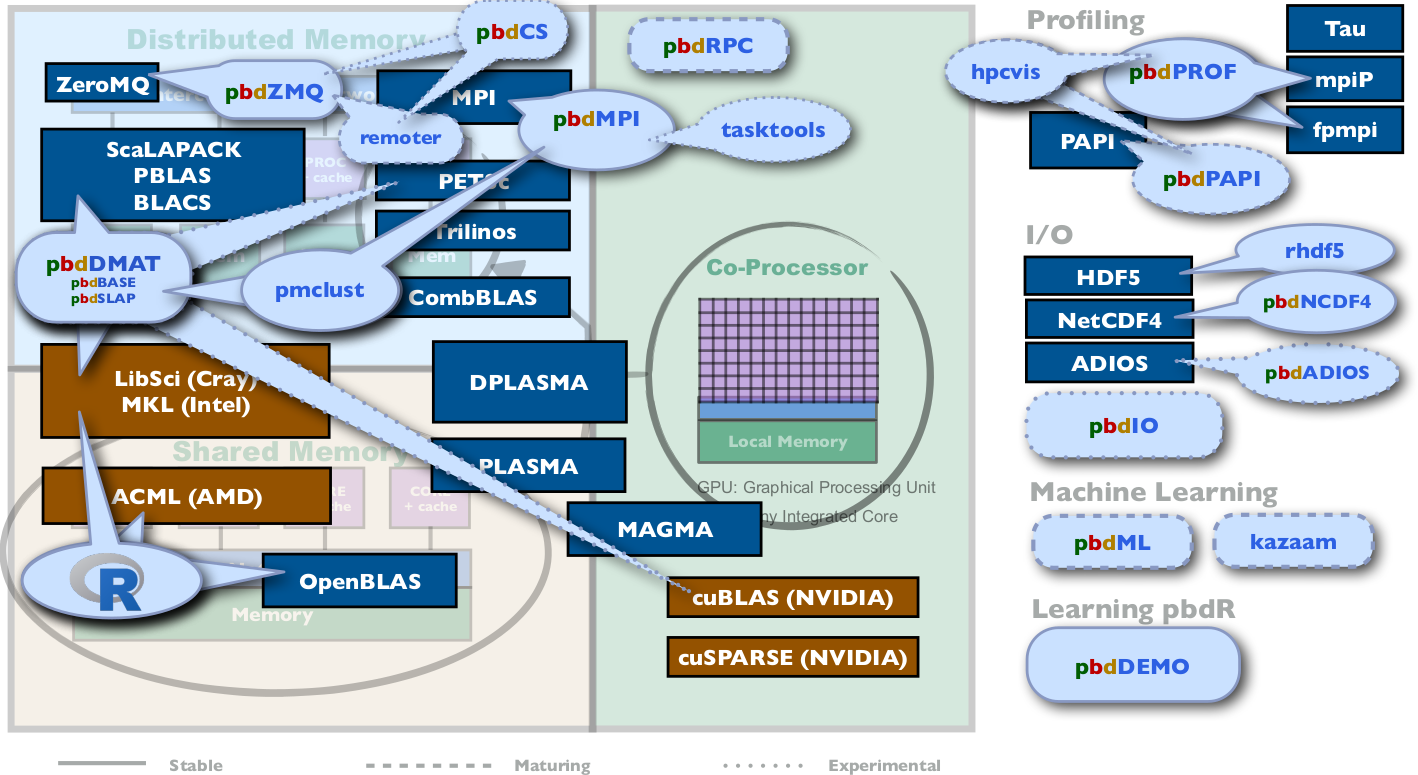 Distributed Memory
pbdCS
pbdRPC
ZeroMQ
pbdZMQ
MPI
remoter
pbdMPI
tasktools
ScaLAPACK
PBLAS
BLACS
PROC
+ cache
PETSc
Trilinos
Mem
pbdDMAT
pbdBASE
pbdSLAP
pmclust
CombBLAS
Co-Processor
Local Memory
GPU: Graphical Processing Unit
Integrated Core
LibSci (Cray)
MKL (Intel)
DPLASMA
Shared Memory
PLASMA
ACML (AMD)
CORE
+ cache
MAGMA
R
OpenBLAS
Memory
cuBLAS (NVIDIA)
cuSPARSE (NVIDIA)
Profiling
Tau
hpcvis
pbdPROF
mpiP
PAPI
fpmpi
pbdPAPI
I/O
rhdf5
HDF5
pbdNCDF4
NetCDF4
ADIOS
pbdADIOS
pbdIO
Machine Learning
pbdML
kazaam
Learning pbdR
pbdDEMO
Stable
Maturing
Experimental